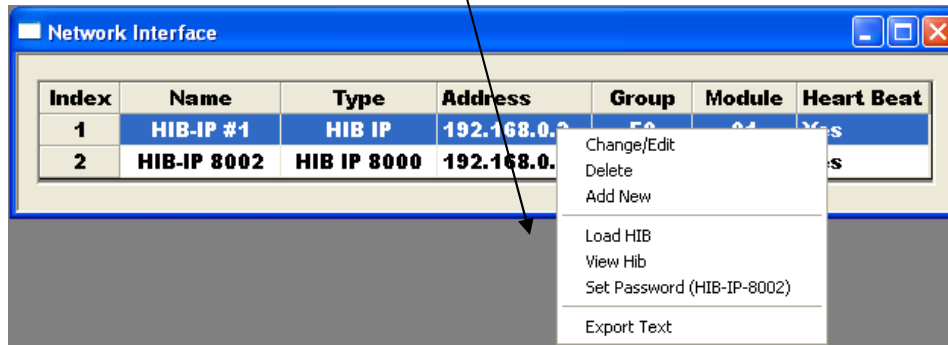 Network Interface
Index Name Type Address Group Module Heart Beat
1 HIB-IP #1 HIB IP
2 HIB-IP 8002 HIB IP 8000
Change/Edit
Delete
Add New
Load HIB
View Hib
Set Password (HIB-IP-8002)
Export Text